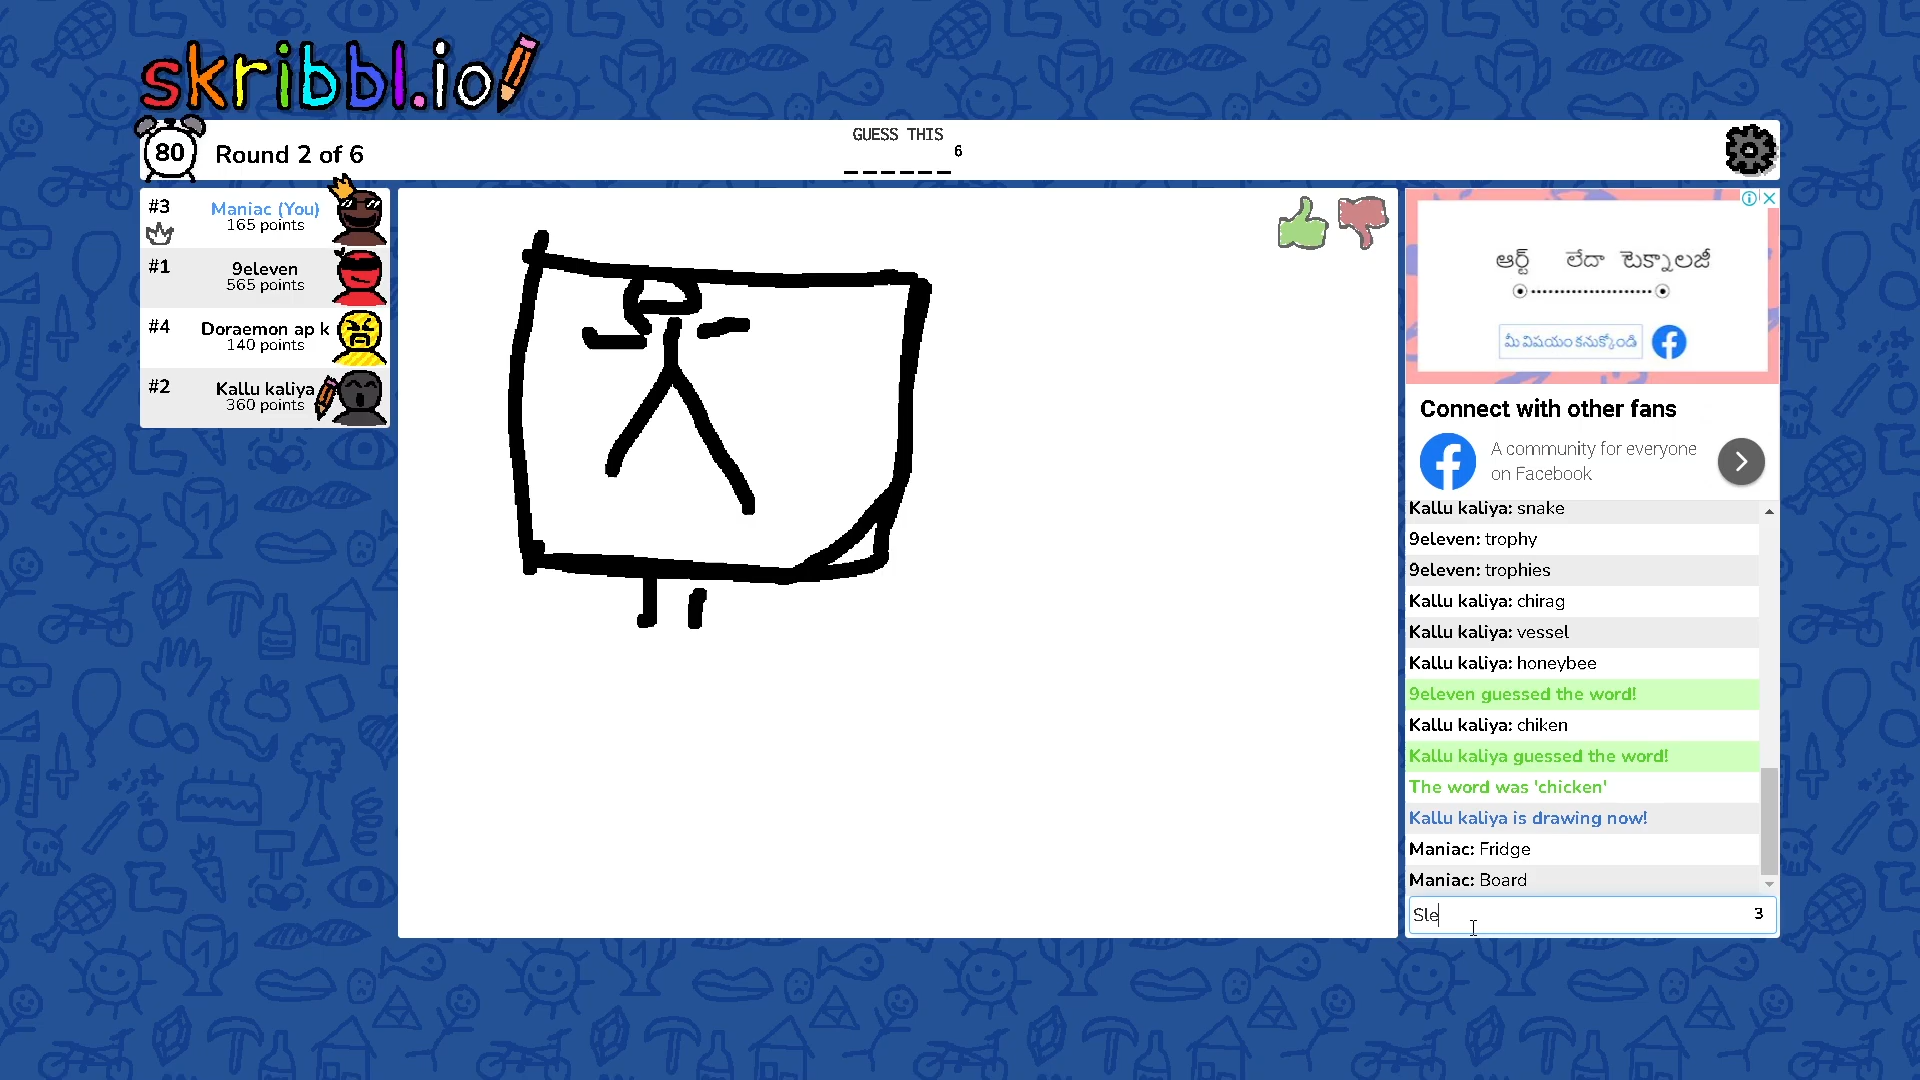 skribbl.io
80
Round 2 of 6
GUESS THIS
______ 6
#3
Maniac (You)
165 points
#1
9eleven
565 points
#4
Doraemon ap k
140 points
#2
Kallu kaliya
360 points
ఆర్ట్ లేదా టెక్నాలజీ
మీ విషయం కనుక్కోండి
Connect with other fans
A community for everyone
on Facebook
Kallu kaliya: snake
9eleven: trophy
9eleven: trophies
Kallu kaliya: chirag
Kallu kaliya: vessel
Kallu kaliya: honeybee
9eleven guessed the word!
Kallu kaliya: chiken
Kallu kaliya guessed the word!
The word was 'chicken'
Kallu kaliya is drawing now!
Maniac: Fridge
Maniac: Board
Sle 3